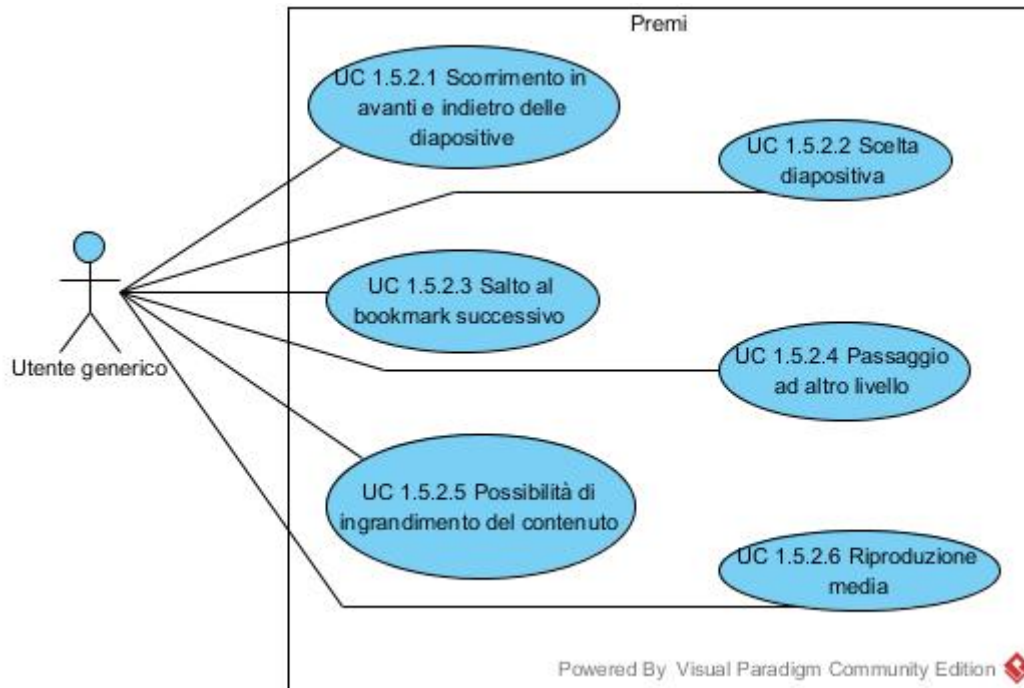 Premi
UC 1.5.2.1 Scorrimento in
avanti e indietro delle
diapositive
UC 1.5.2.2 Scelta
diapositiva
UC 1.5.2.3 Salto al
bookmark successivo
Utente generico
UC 1.5.2.4 Passaggio
ad altro livello
UC 1.5.2.5 Possibilità di
ingrandimento del contenuto
UC 1.5.2.6 Riproduzione
media
Powered By Visual Paradigm Community Edition